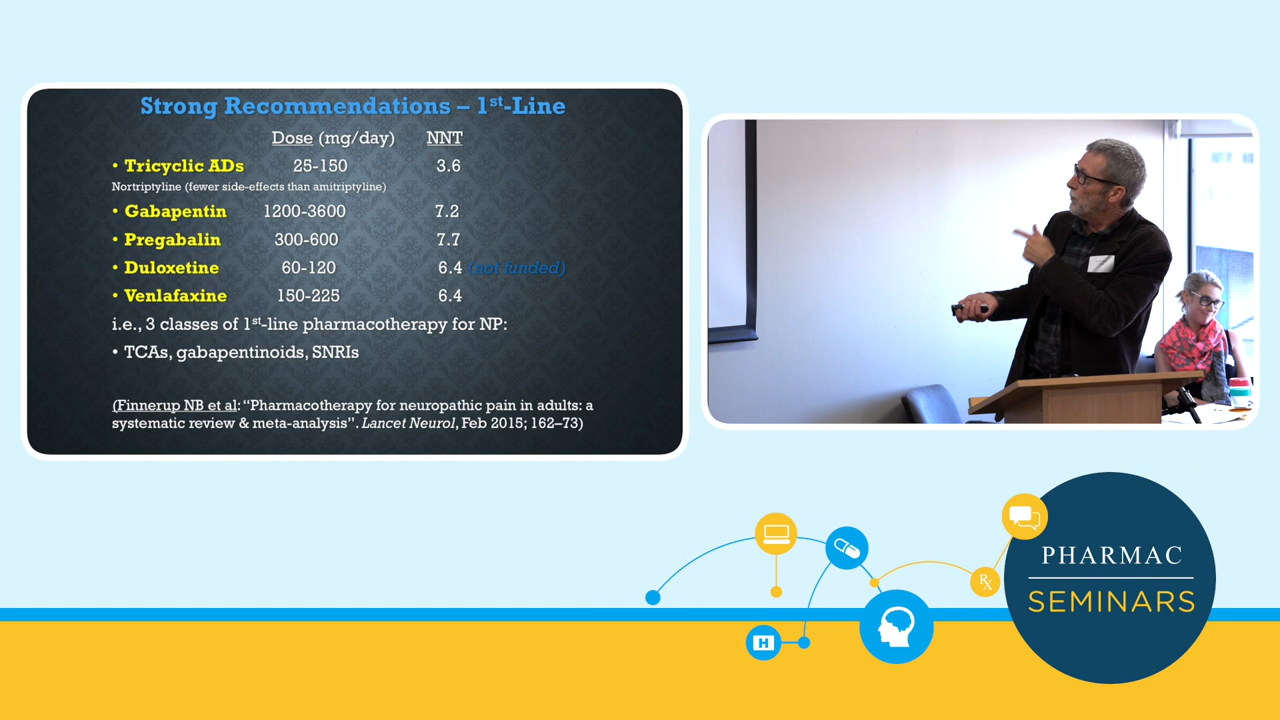 Strong Recommendations – 1st-Line
Dose (mg/day) NNT
• Tricyclic ADs 25-150 3.6
Nortriptyline (fewer side-effects than amitriptyline)
• Gabapentin 1200-3600 7.2
• Pregabalin 300-600 7.7
• Duloxetine 60-120 6.4 (not funded)
• Venlafaxine 150-225 6.4
i.e., 3 classes of 1st-line pharmacotherapy for NP:
• TCAs, gabapentinoids, SNRIs
(Finnerup NB et al: “Pharmacotherapy for neuropathic pain in adults: a
systematic review & meta-analysis”. Lancet Neurol, Feb 2015; 162–73)
H
Rx
PHARMAC
SEMINARS